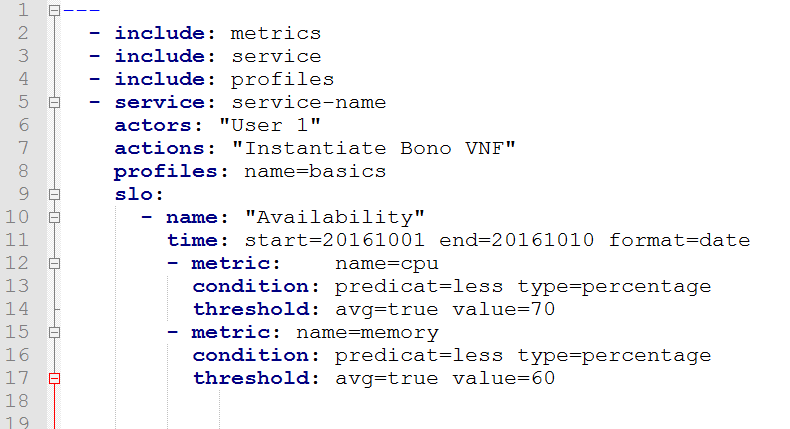 1 ---
2 - include: metrics
3 - include: service
4 - include: profiles
5 - service: service-name
6 actors: "User 1"
7 actions: "Instantiate Bono VNF"
8 profiles: name=basics
9 slo:
10 - name: "Availability"
11 time: start=20161001 end=20161010 format=date
12 - metric: name=cpu
13 condition: predicat=less type=percentage
14 threshold: avg=true value=70
15 - metric: name=memory
16 condition: predicat=less type=percentage
17 threshold: avg=true value=60
18
19